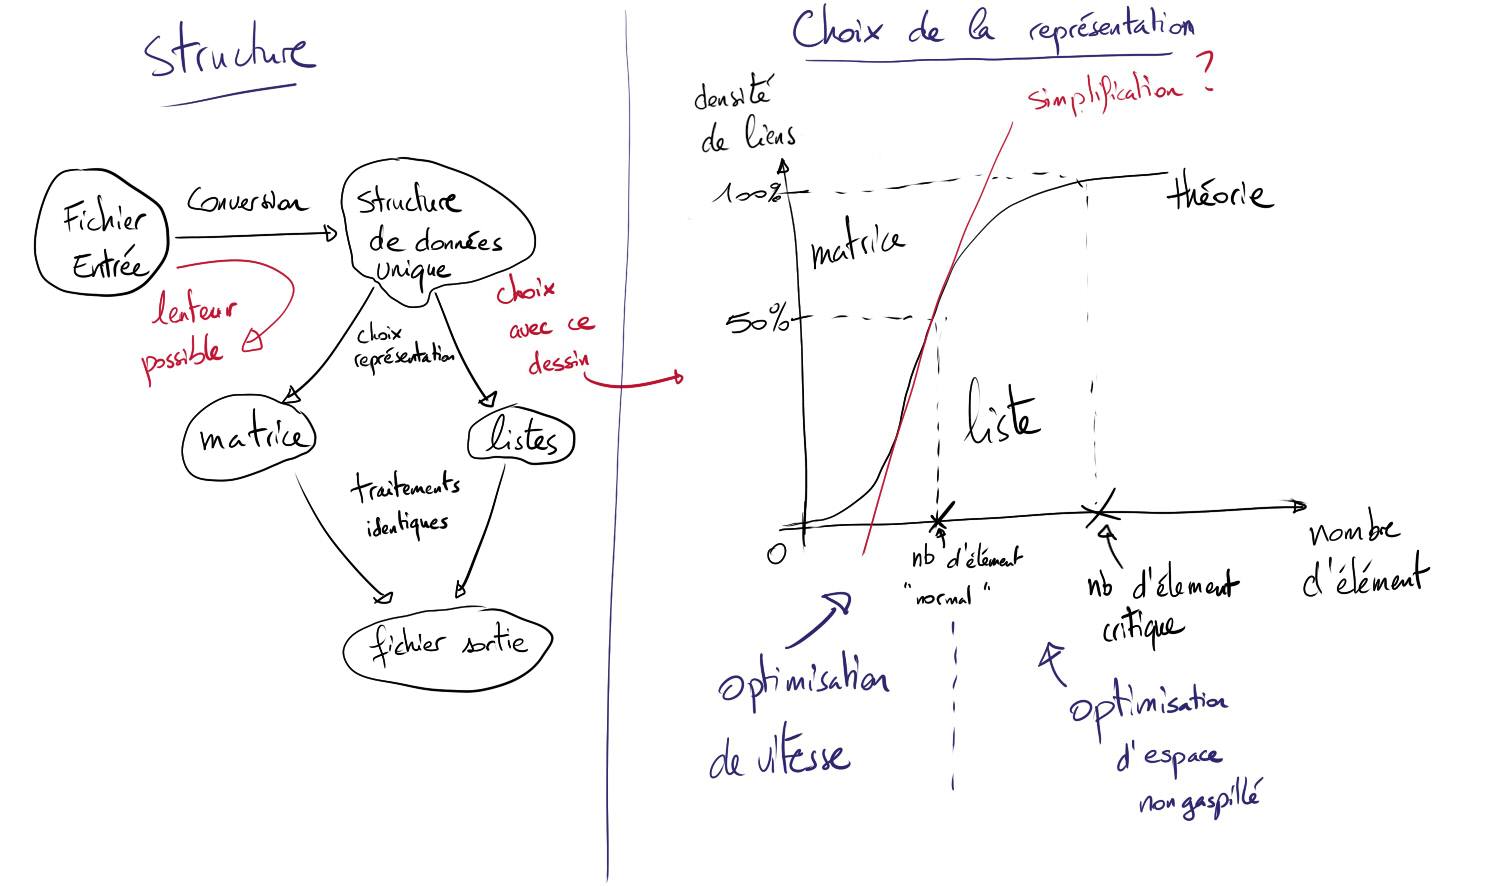 Structure
Fichier
Entrée
Conversion
Structure
de données
unique
lenteur
possible
choix
représentation
choix
avec ce
dessin
matrice
listes
traitements
identiques
fichier sortie
Choix de la représentation
densité
de liens
simplification ?
100%
théorie
matrice
50%
liste
0
nombre
d'élément
nb d'élément
"normal"
nb d'élement
critique
optimisation
de vitesse
optimisation
d'espace
non gaspillé